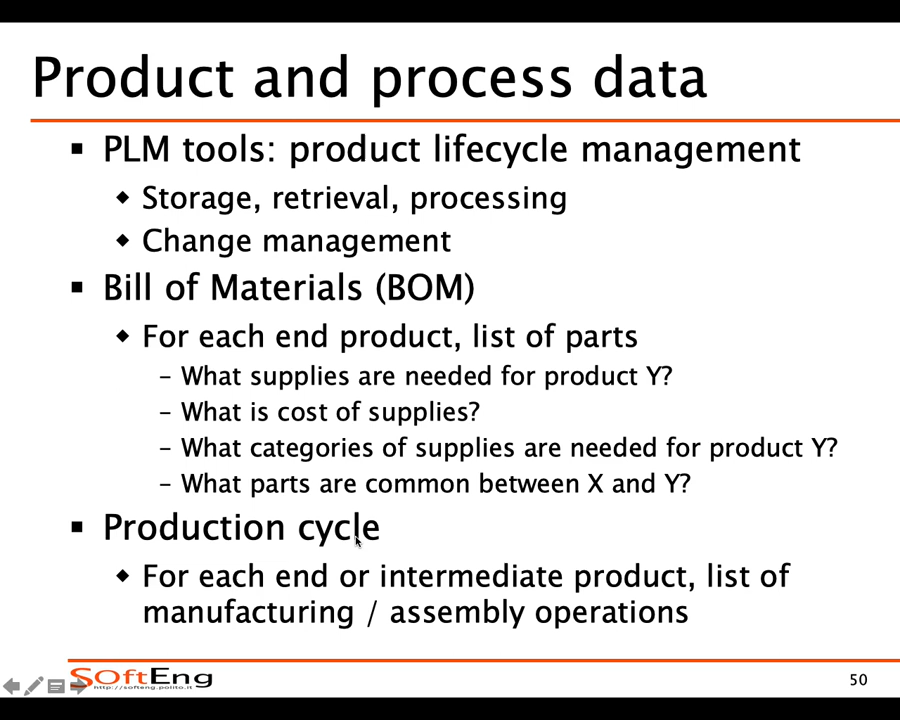 Product and process data
▪ PLM tools: product lifecycle management
◆ Storage, retrieval, processing
◆ Change management
▪ Bill of Materials (BOM)
◆ For each end product, list of parts
– What supplies are needed for product Y?
– What is cost of supplies?
– What categories of supplies are needed for product Y?
– What parts are common between X and Y?
▪ Production cycle
◆ For each end or intermediate product, list of
manufacturing / assembly operations
SoftEng
http://softeng.polito.it
50